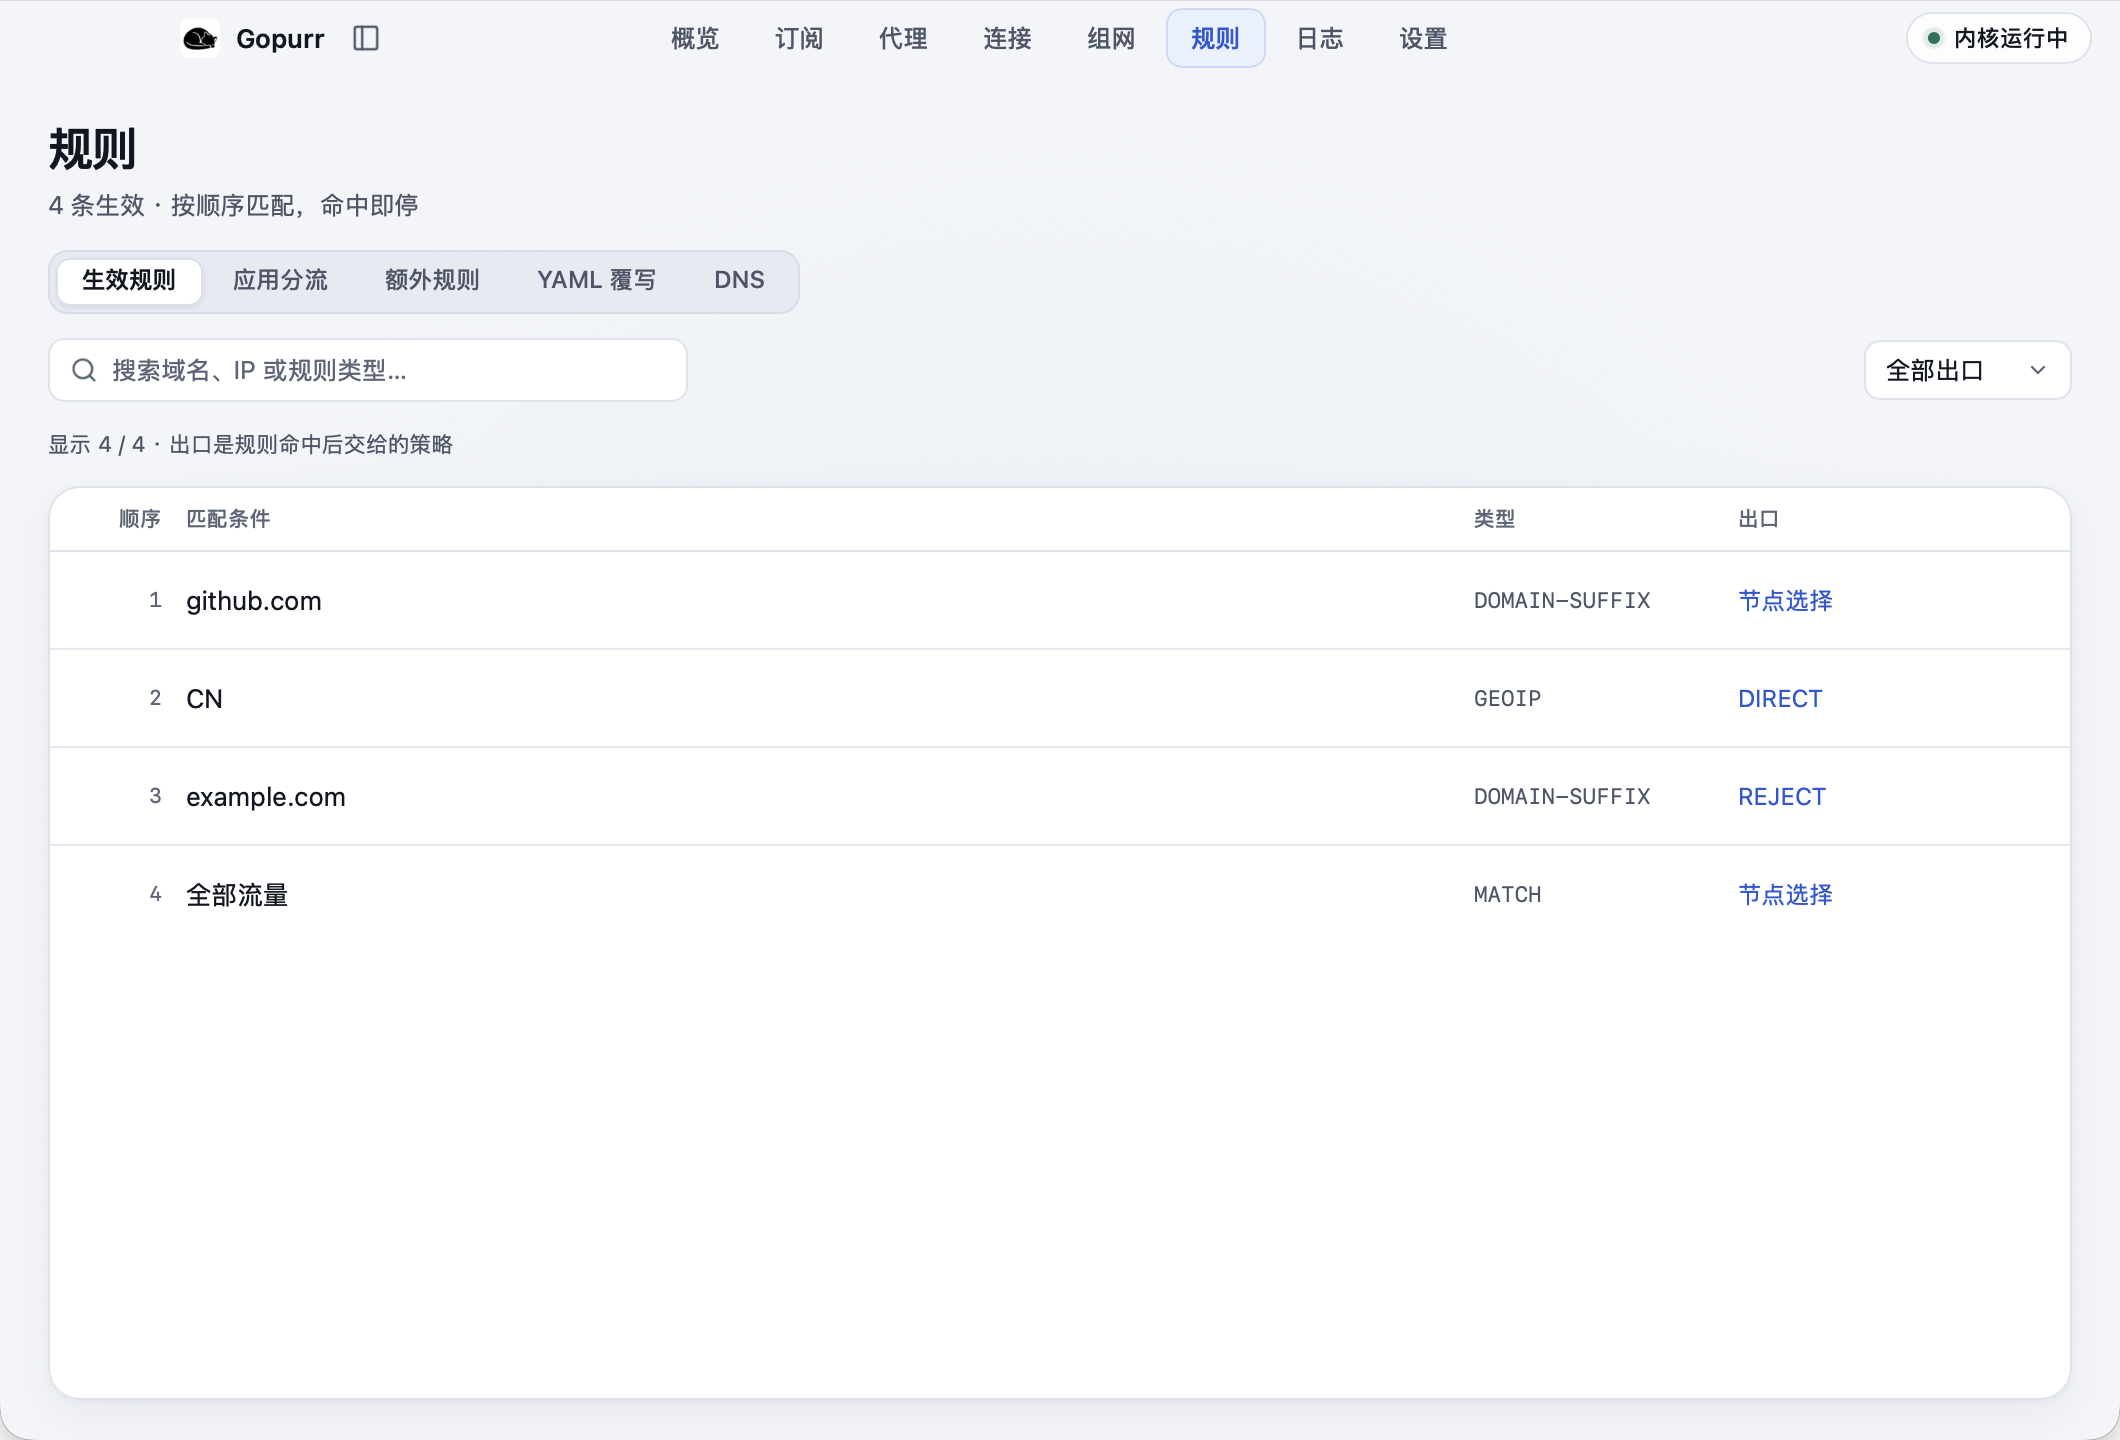 Gopurr
概览 订阅 代理 连接 组网 规则 日志 设置
内核运行中
规则
4 条生效 · 按顺序匹配，命中即停
生效规则 应用分流 额外规则 YAML 覆写 DNS
搜索域名、IP 或规则类型...
全部出口
显示 4 / 4 · 出口是规则命中后交给的策略
顺序 匹配条件 类型 出口
1 github.com DOMAIN-SUFFIX 节点选择
2 CN GEOIP DIRECT
3 example.com DOMAIN-SUFFIX REJECT
4 全部流量 MATCH 节点选择